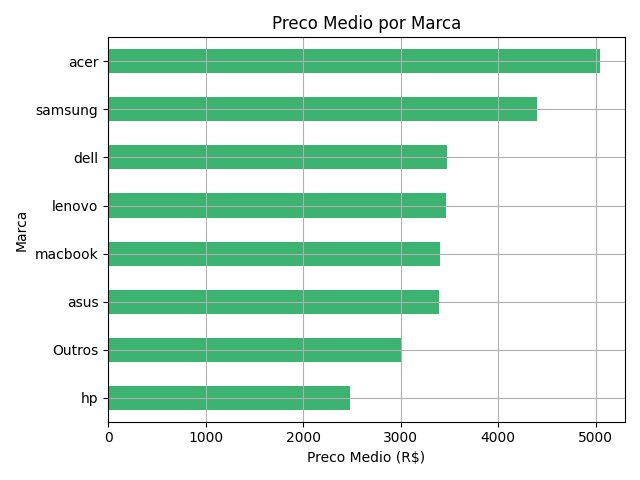 Preco Medio por Marca
acer
samsung
dell
lenovo
macbook
asus
Outros
hp
Marca
0 1000 2000 3000 4000 5000
Preco Medio (R$)